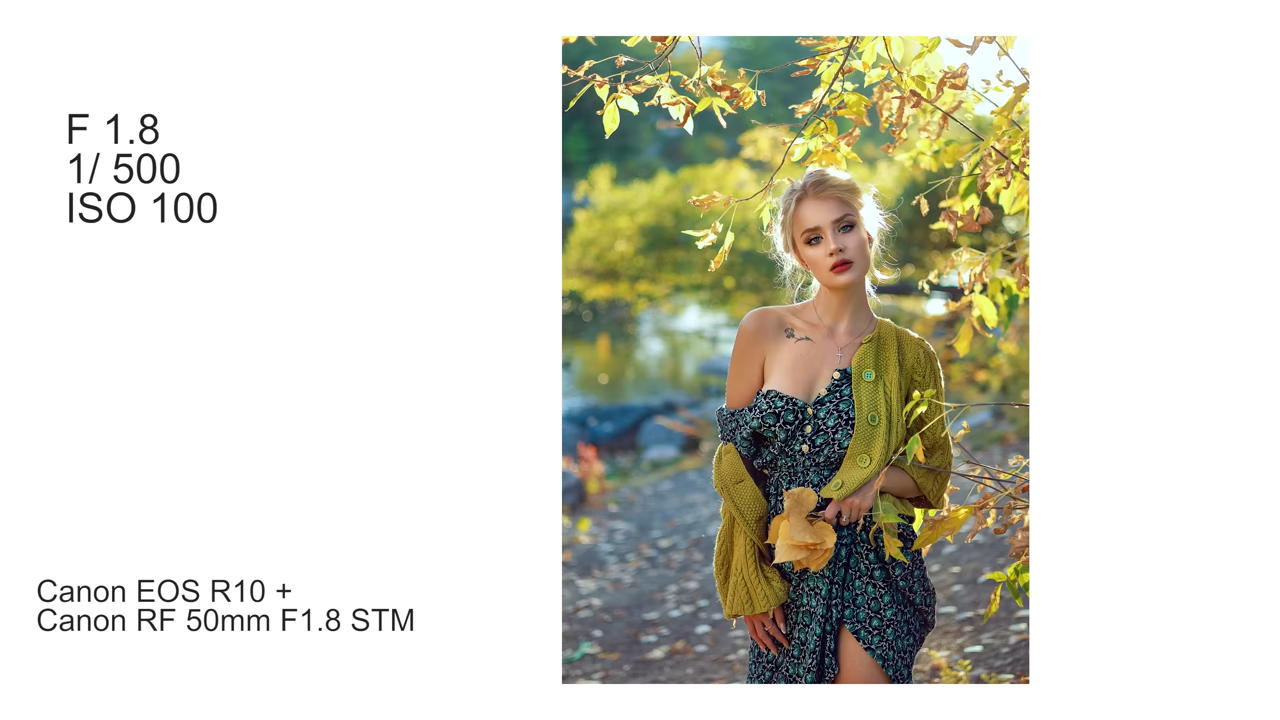 F 1.8
1/ 500
ISO 100
Canon EOS R10 +
Canon RF 50mm F1.8 STM